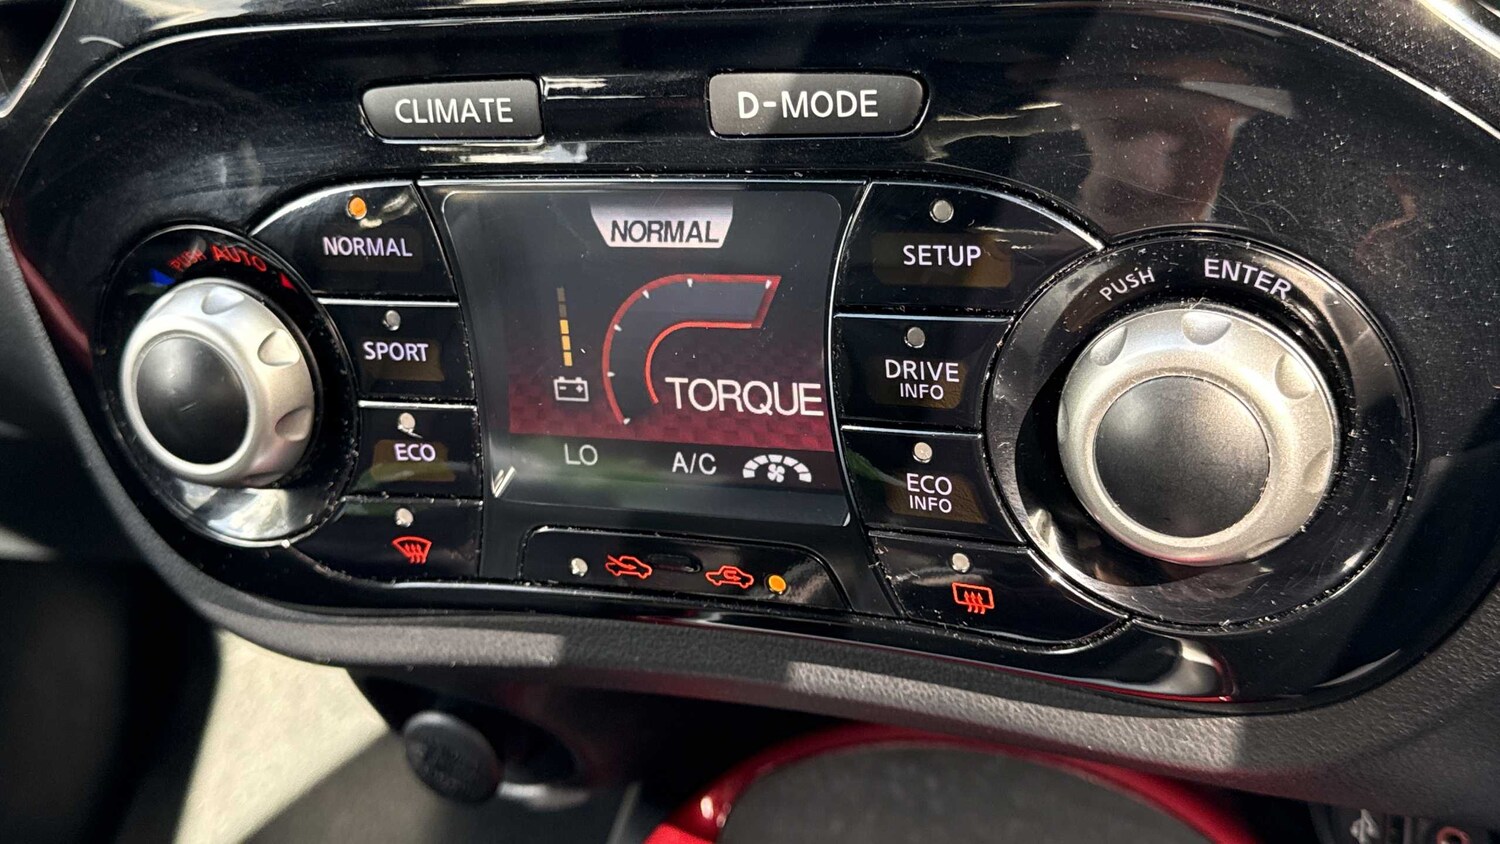 CLIMATE
D-MODE
NORMAL
PUSH AUTO
NORMAL
SETUP
PUSH ENTER
SPORT
DRIVE
INFO
TORQUE
ECO
LO
A/C
ECO
INFO